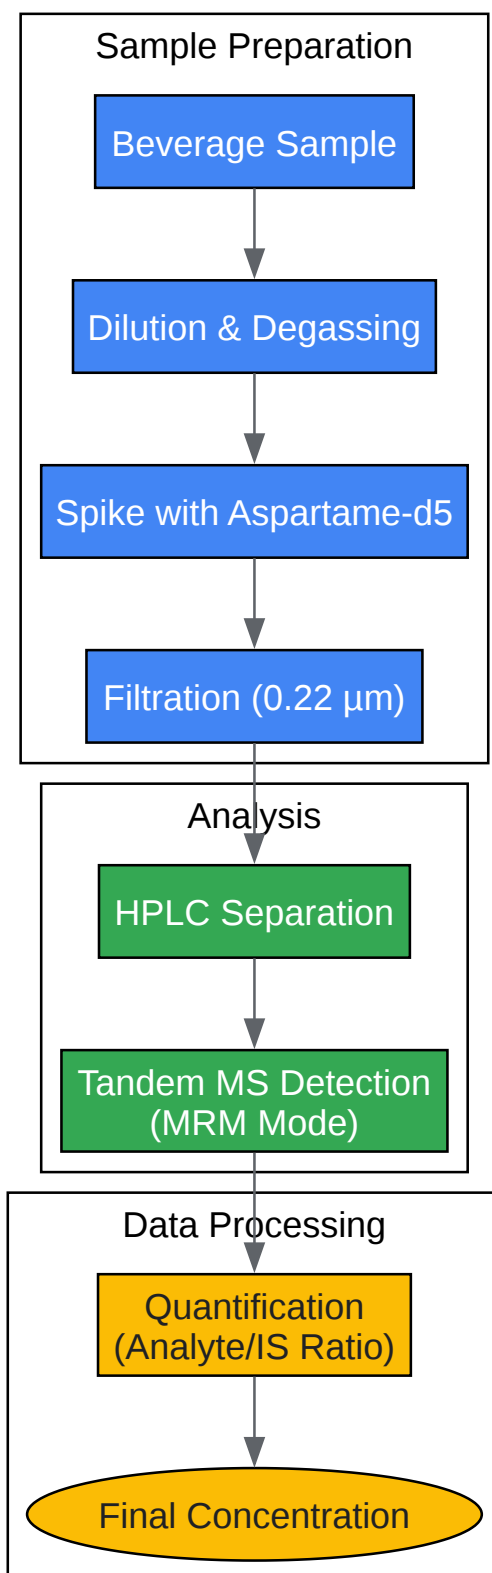 Sample Preparation
Beverage Sample
Dilution & Degassing
Spike with Aspartame-d5
Filtration (0.22 µm)
Analysis
HPLC Separation
Tandem MS Detection
(MRM Mode)
Data Processing
Quantification
(Analyte/IS Ratio)
Final Concentration